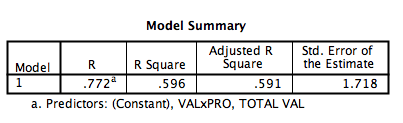 Model Summary
Model R R Square Adjusted R Square Std. Error of the Estimate
1 .772a .596 .591 1.718
a. Predictors: (Constant), VALxPRO, TOTAL VAL